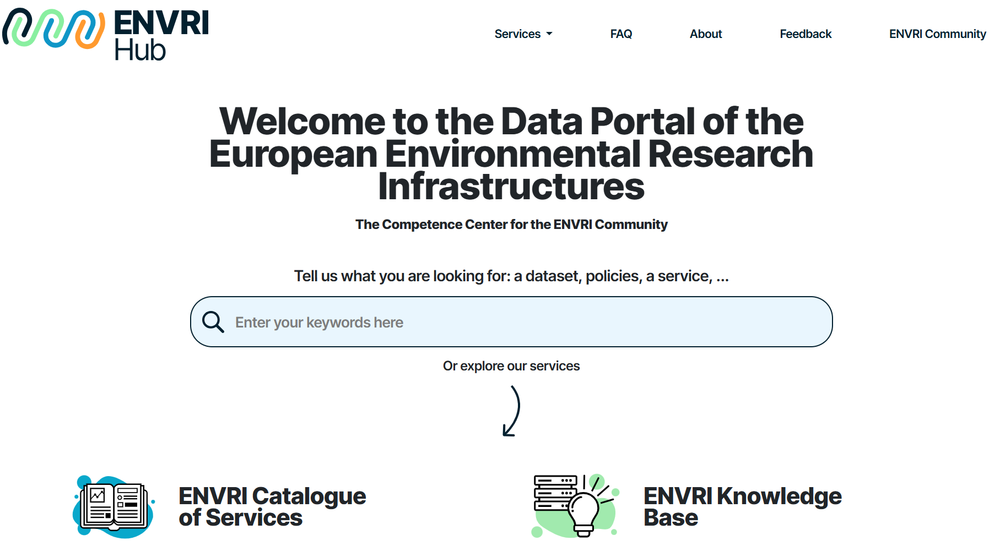 ENVRI
Hub
Services
FAQ
About
Feedback
ENVRI Community
Welcome to the Data Portal of the
European Environmental Research
Infrastructures
The Competence Center for the ENVRI Community
Tell us what you are looking for: a dataset, policies, a service, ...
Enter your keywords here
Or explore our services
ENVRI Catalogue
of Services
ENVRI Knowledge
Base